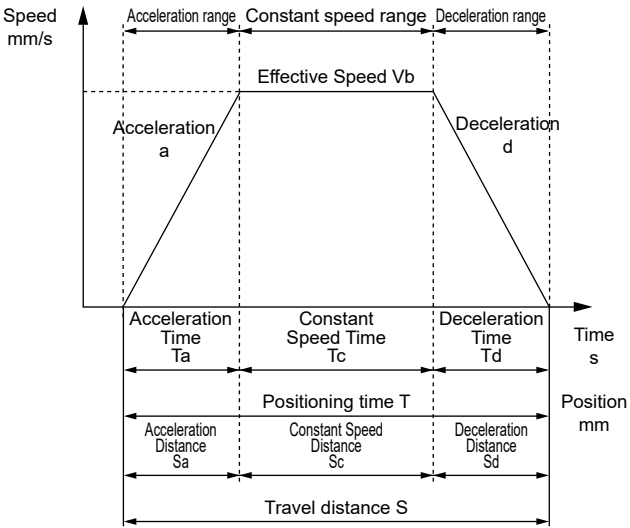 Speed
mm/s
Acceleration range
Constant speed range
Deceleration range
Effective Speed Vb
Acceleration
a
Deceleration
d
Acceleration
Time
Ta
Constant
Speed Time
Tc
Deceleration
Time
Td
Time
s
Positioning time T
Position
mm
Acceleration
Distance
Sa
Constant Speed
Distance
Sc
Deceleration
Distance
Sd
Travel distance S